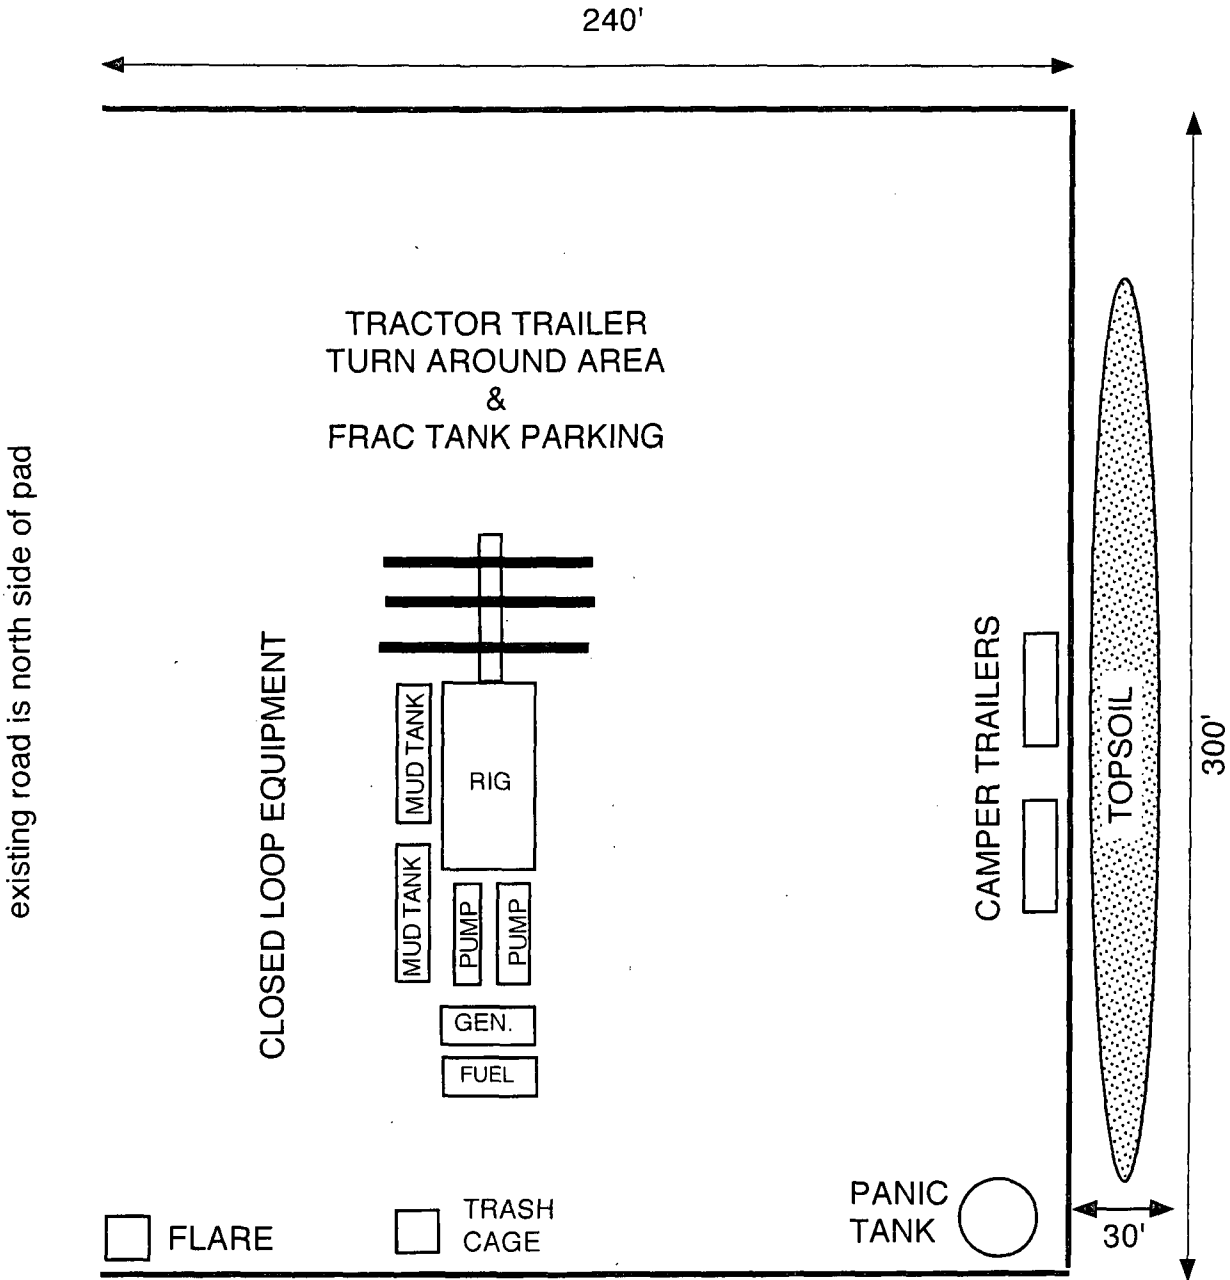 240'
TRACTOR TRAILER
TURN AROUND AREA
&
FRAC TANK PARKING
existing road is north side of pad
CLOSED LOOP EQUIPMENT
MUD TANK
RIG
MUD TANK
PUMP
PUMP
GEN.
FUEL
CAMPER TRAILERS
TOPSOIL
300'
FLARE
TRASH
CAGE
PANIC
TANK
30'